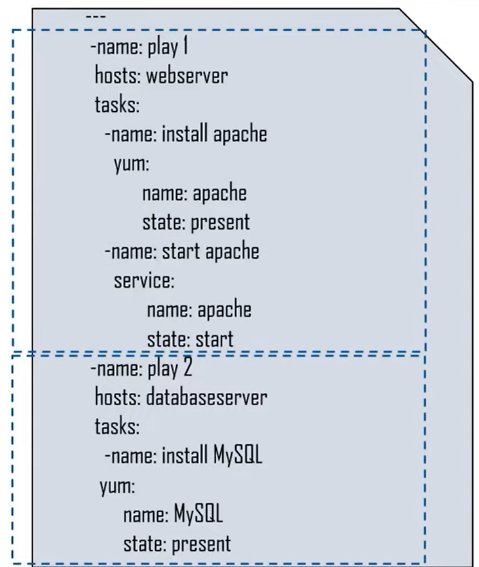 ---
-name: play 1
hosts: webserver
tasks:
-name: install apache
yum:
name: apache
state: present
-name: start apache
service:
name: apache
state: start
-name: play 2
hosts: databaseserver
tasks:
-name: install MySQL
yum:
name: MySQL
state: present